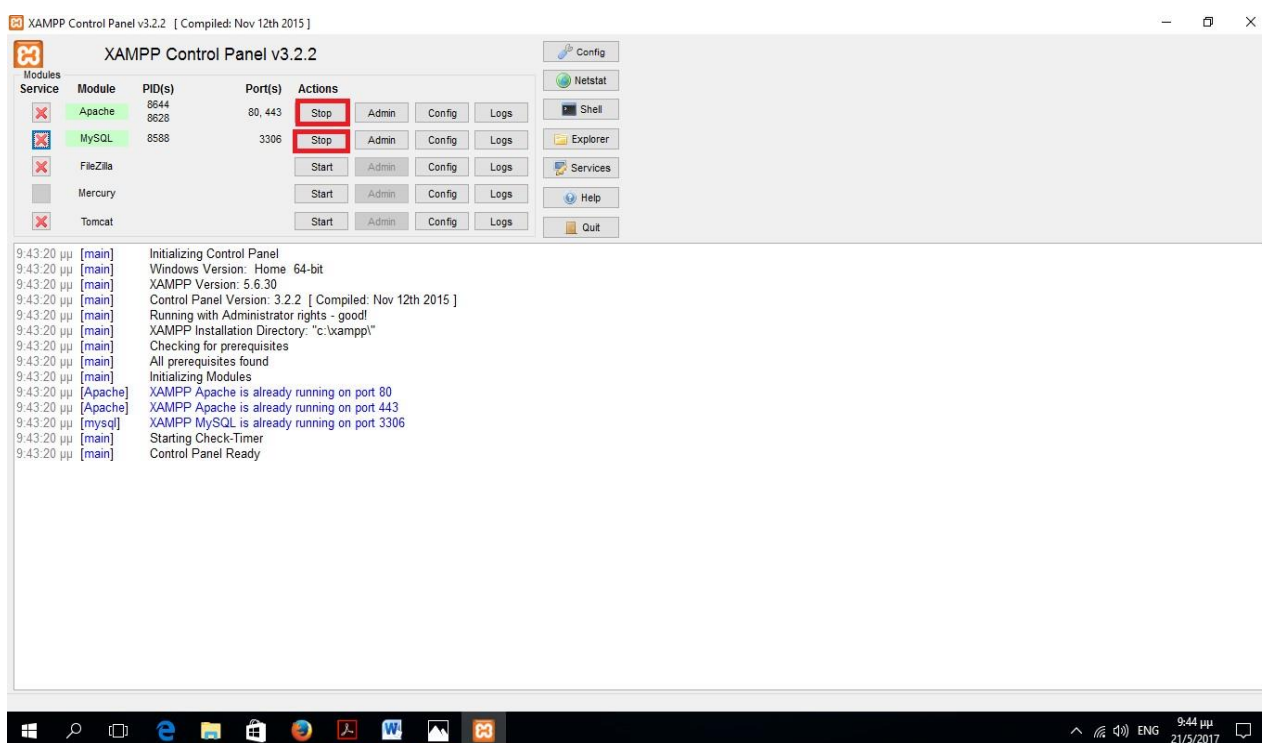 XAMPP Control Panel v3.2.2 [ Compiled: Nov 12th 2015 ]
XAMPP Control Panel v3.2.2
Config
Modules
Service Module PID(s) Port(s) Actions
Netstat
Apache 8644 8628 80, 443 Stop Admin Config Logs
Shell
MySQL 8588 3306 Stop Admin Config Logs
Explorer
FileZilla Start Admin Config Logs
Services
Mercury Start Admin Config Logs
Help
Tomcat Start Admin Config Logs
Quit
9:43:20 μμ [main] Initializing Control Panel
9:43:20 μμ [main] Windows Version: Home 64-bit
9:43:20 μμ [main] XAMPP Version: 5.6.30
9:43:20 μμ [main] Control Panel Version: 3.2.2 [ Compiled: Nov 12th 2015 ]
9:43:20 μμ [main] Running with Administrator rights - good!
9:43:20 μμ [main] XAMPP Installation Directory: "c:\xampp\"
9:43:20 μμ [main] Checking for prerequisites
9:43:20 μμ [main] All prerequisites found
9:43:20 μμ [main] Initializing Modules
9:43:20 μμ [Apache] XAMPP Apache is already running on port 80
9:43:20 μμ [Apache] XAMPP Apache is already running on port 443
9:43:20 μμ [mysql] XAMPP MySQL is already running on port 3306
9:43:20 μμ [main] Starting Check-Timer
9:43:20 μμ [main] Control Panel Ready
ENG
9:44 μμ
21/5/2017